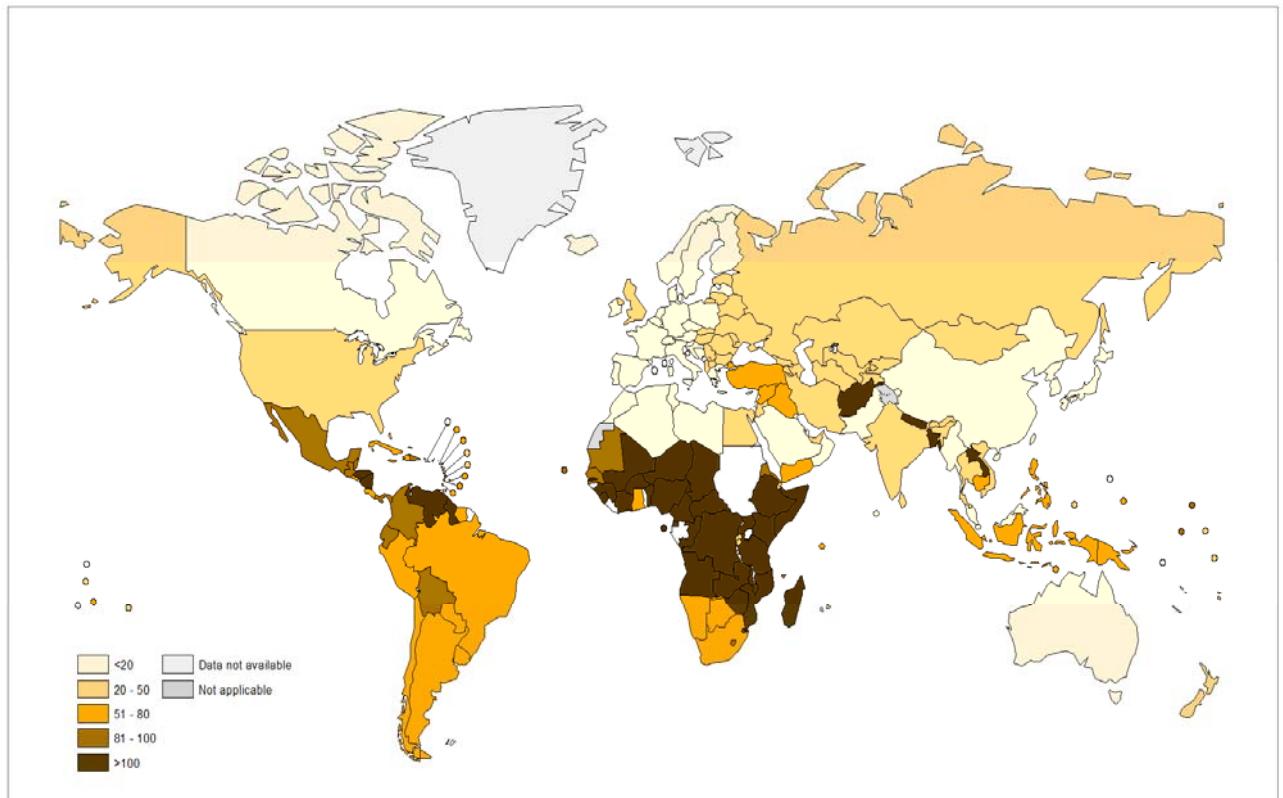 <20
20 - 50
51 - 80
81 - 100
>100
Data not available
Not applicable